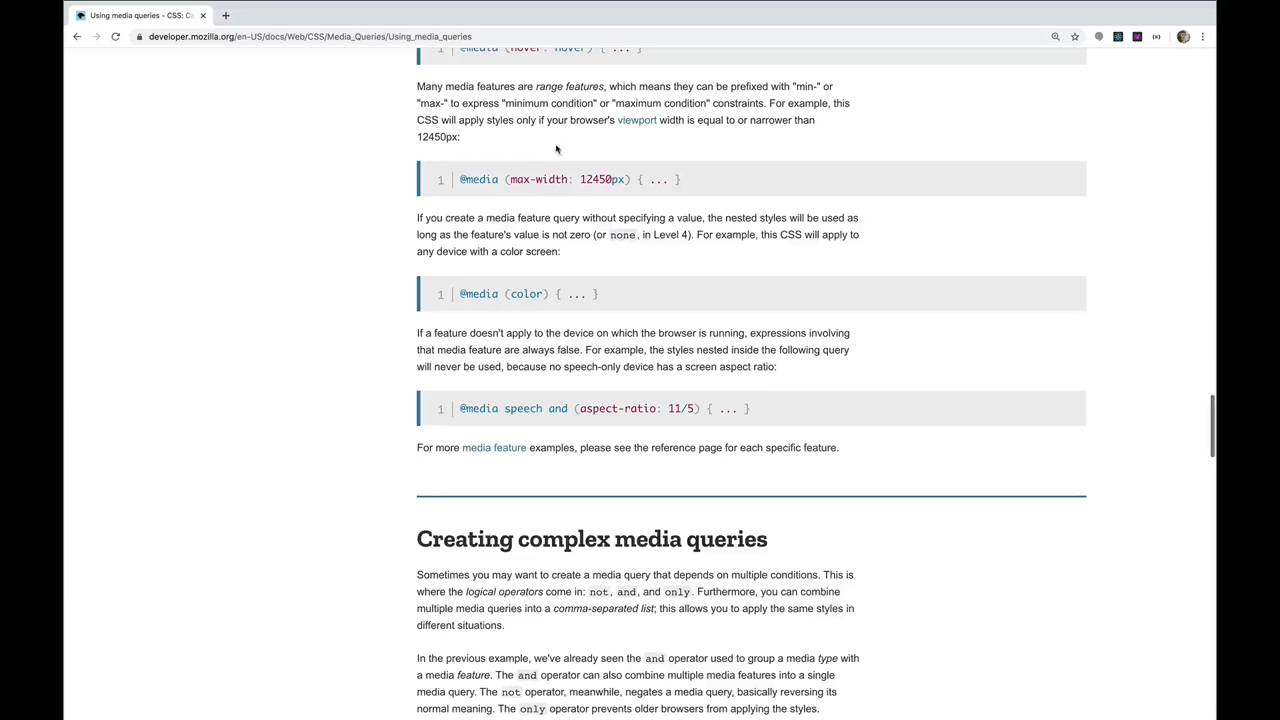 Using media queries - CSS: Ca
developer.mozilla.org/en-US/docs/Web/CSS/Media_Queries/Using_media_queries
1 @media (hover: hover) { ... }
Many media features are range features, which means they can be prefixed with "min-" or
"max-" to express "minimum condition" or "maximum condition" constraints. For example, this
CSS will apply styles only if your browser's viewport width is equal to or narrower than
12450px:
1 @media (max-width: 12450px) { ... }
If you create a media feature query without specifying a value, the nested styles will be used as
long as the feature's value is not zero (or none, in Level 4). For example, this CSS will apply to
any device with a color screen:
1 @media (color) { ... }
If a feature doesn't apply to the device on which the browser is running, expressions involving
that media feature are always false. For example, the styles nested inside the following query
will never be used, because no speech-only device has a screen aspect ratio:
1 @media speech and (aspect-ratio: 11/5) { ... }
For more media feature examples, please see the reference page for each specific feature.
Creating complex media queries
Sometimes you may want to create a media query that depends on multiple conditions. This is
where the logical operators come in: not, and, and only. Furthermore, you can combine
multiple media queries into a comma-separated list; this allows you to apply the same styles in
different situations.
In the previous example, we've already seen the and operator used to group a media type with
a media feature. The and operator can also combine multiple media features into a single
media query. The not operator, meanwhile, negates a media query, basically reversing its
normal meaning. The only operator prevents older browsers from applying the styles.